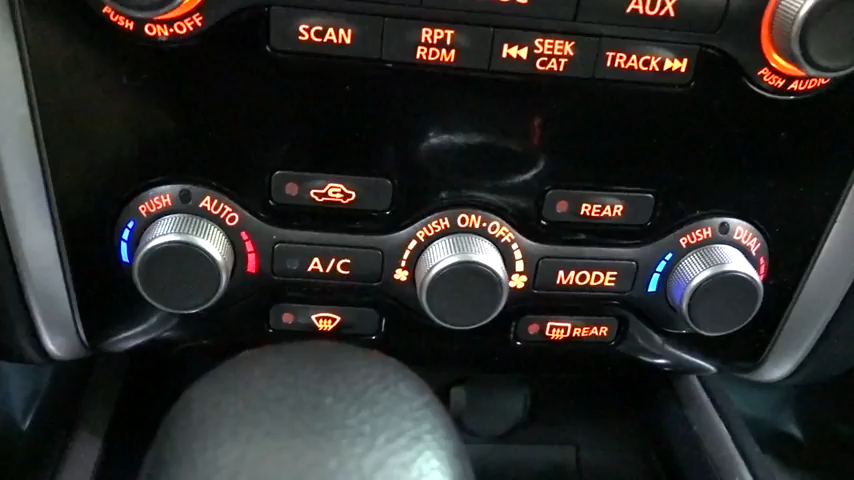 AUX
PUSH ON·OFF
SCAN
RPT
RDM
SEEK
CAT
TRACK
PUSH AUDIO
PUSH AUTO
PUSH ON·OFF
REAR
PUSH DUAL
A/C
MODE
REAR